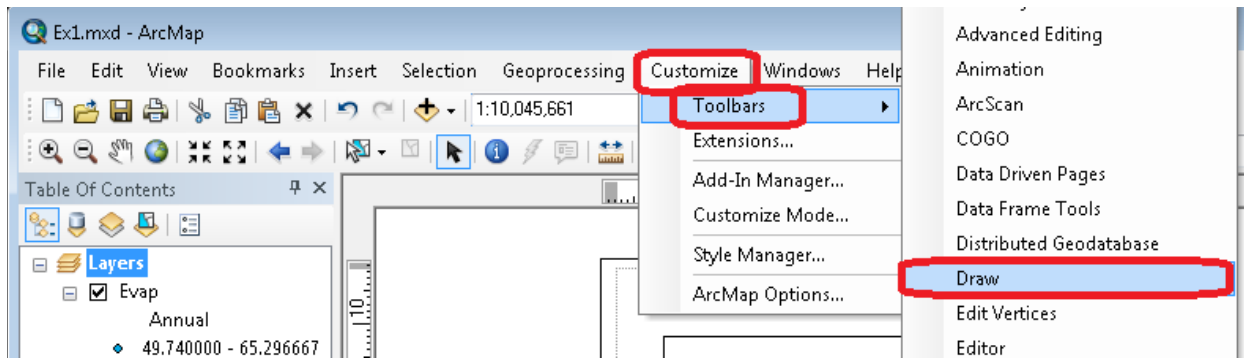 Ex1.mxd - ArcMap
File Edit View Bookmarks Insert Selection Geoprocessing Customize Windows Help
1:10,045,661
Table Of Contents
Layers
Evap
Annual
49.740000 - 65.296667
10
Toolbars
Extensions...
Add-In Manager...
Customize Mode...
Style Manager...
ArcMap Options...
Advanced Editing
Animation
ArcScan
COGO
Data Driven Pages
Data Frame Tools
Distributed Geodatabase
Draw
Edit Vertices
Editor